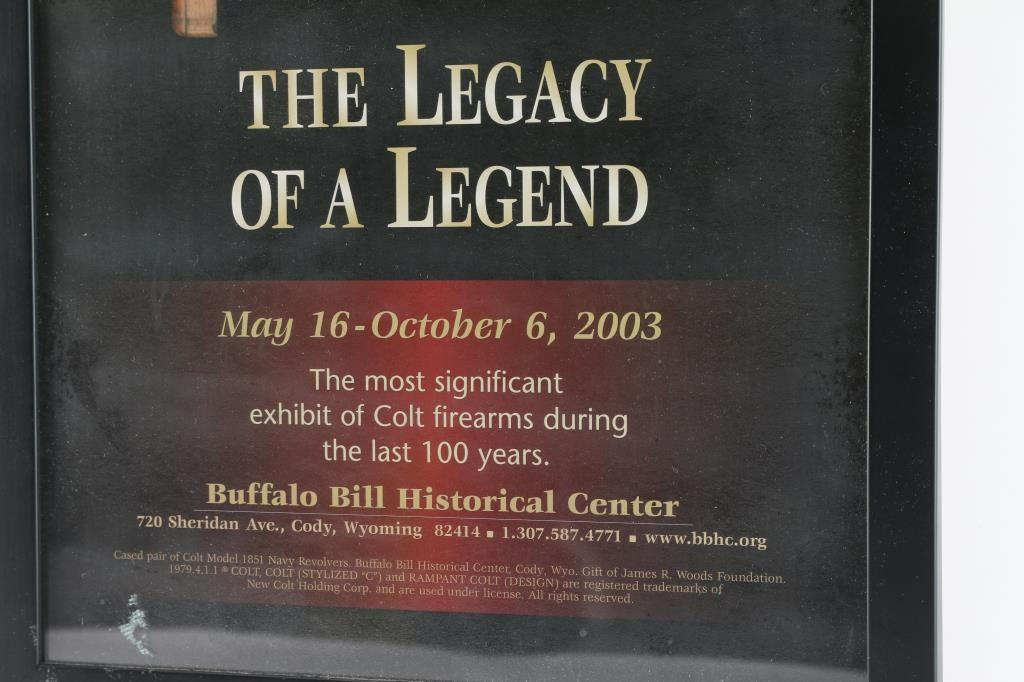 THE LEGACY
OF A LEGEND
May 16-October 6, 2003
The most significant
exhibit of Colt firearms during
the last 100 years.
Buffalo Bill Historical Center
720 Sheridan Ave., Cody, Wyoming 82414 ▪ 1.307.587.4771 ▪ www.bbhc.org
Cased pair of Colt Model 1851 Navy Revolvers. Buffalo Bill Historical Center, Cody, Wyo. Gift of James R. Woods Foundation.
1979.4.1.1 ® COLT, COLT (STYLIZED "C") and RAMPANT COLT (DESIGN) are registered trademarks of
New Colt Holding Corp. and are used under license. All rights reserved.